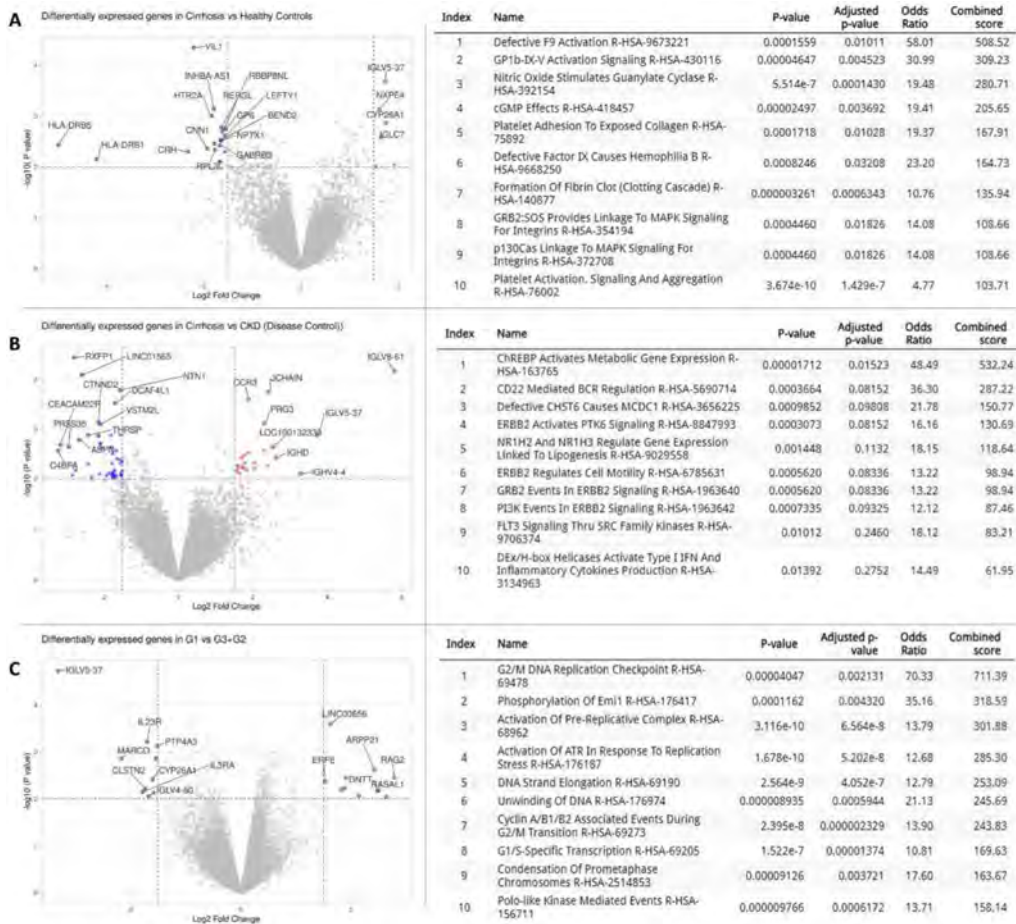 A
Differentially expressed genes in Cirrhosis vs Healthy Controls
VIL1
INHBA-AS1
RBBP8NL
HTR2A
RERGL
LEFTY1
GP6
BEND2
CNN1
NPTX1
CRH
GABRB3
HLA-DRB5
HLA-DRB1
IGLV5-37
NXPE4
CYP26A1
IGLC7
-log10 (P value)
Log2 Fold Change
Index Name P-value Adjusted p-value Odds Ratio Combined score
1 Defective F9 Activation R-HSA-9673221 0.0001559 0.01011 58.01 508.52
2 GP1b-IX-V Activation Signaling R-HSA-430116 0.00004647 0.004523 30.99 309.23
3 Nitric Oxide Stimulates Guanylate Cyclase R-
HSA-392154 5.514e-7 0.0001430 19.48 280.71
4 cGMP Effects R-HSA-418457 0.00002497 0.003692 19.41 205.65
5 Platelet Adhesion To Exposed Collagen R-HSA-
75892 0.0001718 0.01028 19.37 167.91
6 Defective Factor IX Causes Hemophilia B R-
HSA-9668250 0.0008246 0.03208 23.20 164.73
7 Formation Of Fibrin Clot (Clotting Cascade) R-
HSA-140877 0.000003261 0.0006343 10.76 135.94
8 GRB2:SOS Provides Linkage To MAPK Signaling
For Integrins R-HSA-354194 0.0004460 0.01826 14.08 108.66
9 p130Cas Linkage To MAPK Signaling For
Integrins R-HSA-372708 0.0004460 0.01826 14.08 108.66
10 Platelet Activation. Signaling And Aggregation
R-HSA-76002 3.674e-10 1.429e-7 4.77 103.71
B
Differentially expressed genes in Cirrhosis vs CKD (Disease Control))
RXFP1
LINC01565
CTNND2
NTN1
DCAF4L1
CEACAM22P
VSTM2L
PRSS35
THRSP
C4BPA
CCR3
JCHAIN
PRG3
IGLV5-37
IGHD
IGHV4-4
-log10 (P value)
Log2 Fold Change
Index Name P-value Adjusted p-value Odds Ratio Combined score
1 ChREBP Activates Metabolic Gene Expression R-
HSA-163765 0.00001712 0.01523 48.49 532.24
2 CD22 Mediated BCR Regulation R-HSA-5690714 0.0003664 0.08152 36.30 287.22
3 Defective CHST6 Causes MCDC1 R-HSA-3656225 0.0009852 0.09808 21.78 150.77
4 ERBB2 Activates PTK6 Signaling R-HSA-8847993 0.0003073 0.08152 16.16 130.69
5 NR1H2 And NR1H3 Regulate Gene Expression
Linked To Lipogenesis R-HSA-9029558 0.001448 0.1132 18.15 118.64
6 ERBB2 Regulates Cell Motility R-HSA-6785631 0.0005620 0.08336 13.22 98.94
7 GRB2 Events In ERBB2 Signaling R-HSA-1963640 0.0005620 0.08336 13.22 98.94
8 PI3K Events In ERBB2 Signaling R-HSA-1963642 0.0007335 0.09325 12.12 87.46
9 FLT3 Signaling Thru SRC Family Kinases R-HSA-
9706374 0.01012 0.2460 18.12 83.21
10 DEx/H-box Helicases Activate Type I IFN And
Inflammatory Cytokines Production R-HSA-
3134963 0.01392 0.2752 14.49 61.95
C
Differentially expressed genes in G1 vs G3+G2
IGLV5-37
IL23R
PTP4A3
MARCO
CLSTN2
CYP26A1
IL5RA
IGLV4-60
LINC00656
ARPP21
ERFE
RAG2
DNTT
RASAL1
-log10 (P value)
Log2 Fold Change
Index Name P-value Adjusted p-value Odds Ratio Combined score
1 G2/M DNA Replication Checkpoint R-HSA-
69478 0.00004047 0.002131 70.33 711.39
2 Phosphorylation Of Emi1 R-HSA-176417 0.0001162 0.004320 35.16 318.59
3 Activation Of Pre-Replicative Complex R-HSA-
68962 3.116e-10 6.564e-8 13.79 301.88
4 Activation Of ATR In Response To Replication
Stress R-HSA-176187 1.678e-10 5.202e-8 12.68 285.30
5 DNA Strand Elongation R-HSA-69190 2.564e-9 4.052e-7 12.79 253.09
6 Unwinding Of DNA R-HSA-176974 0.000008935 0.0005944 21.13 245.69
7 Cyclin A/B1/B2 Associated Events During
G2/M Transition R-HSA-69273 2.395e-8 0.000002329 13.90 243.83
8 G1/S-Specific Transcription R-HSA-69205 1.522e-7 0.00001374 10.81 169.63
9 Condensation Of Prometaphase
Chromosomes R-HSA-2514853 0.00009126 0.003721 17.60 163.67
10 Polo-like Kinase Mediated Events R-HSA-
156711 0.000009766 0.0006172 13.71 158.14